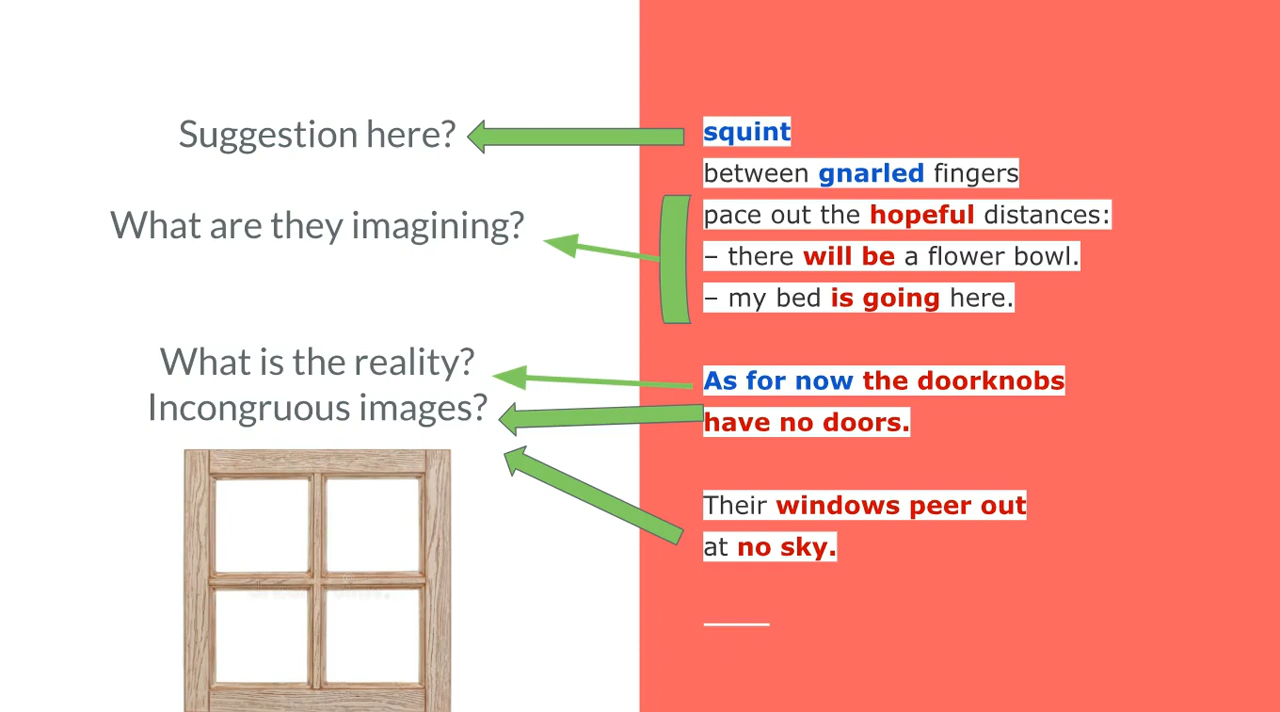 Suggestion here?
What are they imagining?
What is the reality?
Incongruous images?
squint
between gnarled fingers
pace out the hopeful distances:
– there will be a flower bowl.
– my bed is going here.
As for now the doorknobs
have no doors.
Their windows peer out
at no sky.